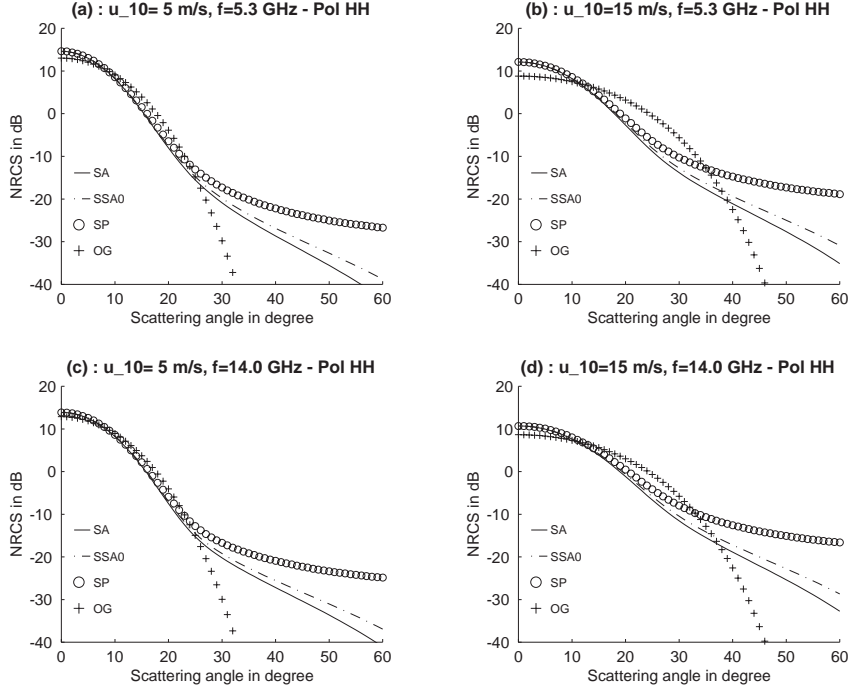 (a) : u_10= 5 m/s, f=5.3 GHz - Pol HH
20
10
0
-10
-20
-30
-40
NRCS in dB
SA
SSA0
SP
OG
0 10 20 30 40 50 60
Scattering angle in degree
(b) : u_10=15 m/s, f=5.3 GHz - Pol HH
20
10
0
-10
-20
-30
-40
NRCS in dB
SA
SSA0
SP
OG
0 10 20 30 40 50 60
Scattering angle in degree
(c) : u_10= 5 m/s, f=14.0 GHz - Pol HH
20
10
0
-10
-20
-30
-40
NRCS in dB
SA
SSA0
SP
OG
0 10 20 30 40 50 60
Scattering angle in degree
(d) : u_10=15 m/s, f=14.0 GHz - Pol HH
20
10
0
-10
-20
-30
-40
NRCS in dB
SA
SSA0
SP
OG
0 10 20 30 40 50 60
Scattering angle in degree